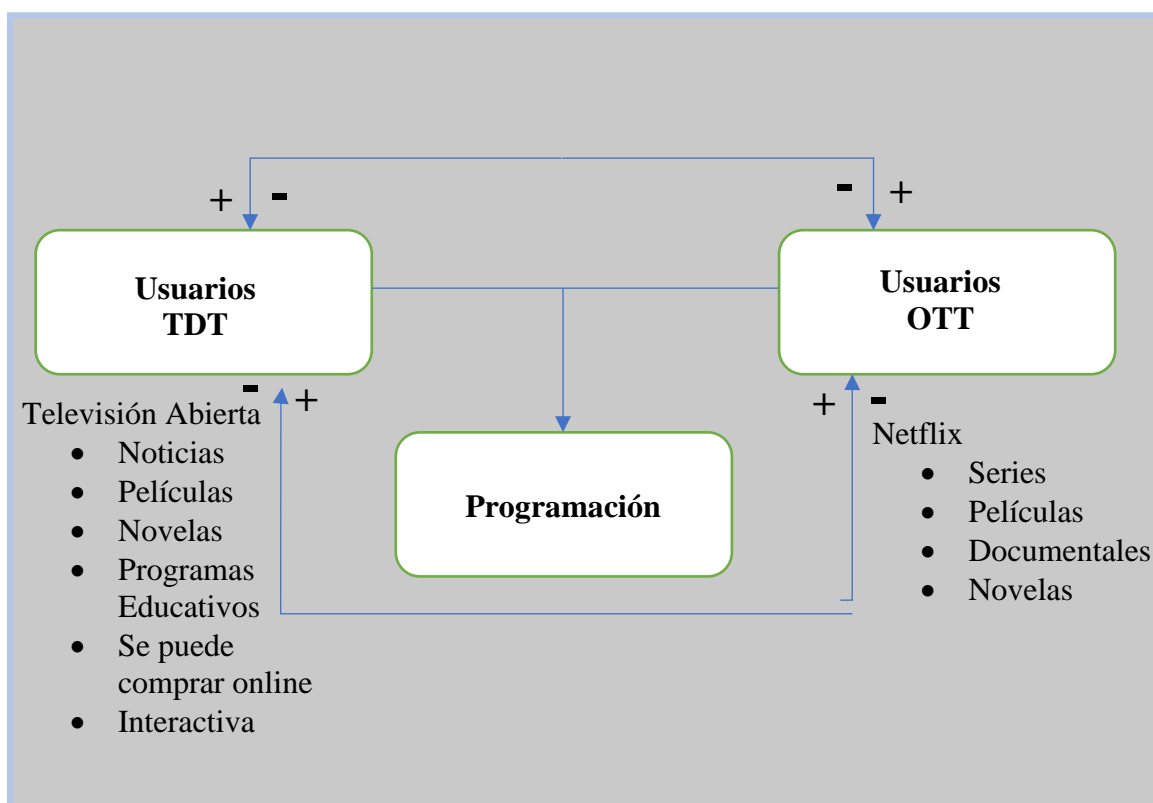 + -
- +
Usuarios
TDT
Usuarios
OTT
- +
+ -
Televisión Abierta
• Noticias
• Películas
• Novelas
• Programas
Educativos
• Se puede
comprar online
• Interactiva
Programación
Netflix
• Series
• Películas
• Documentales
• Novelas